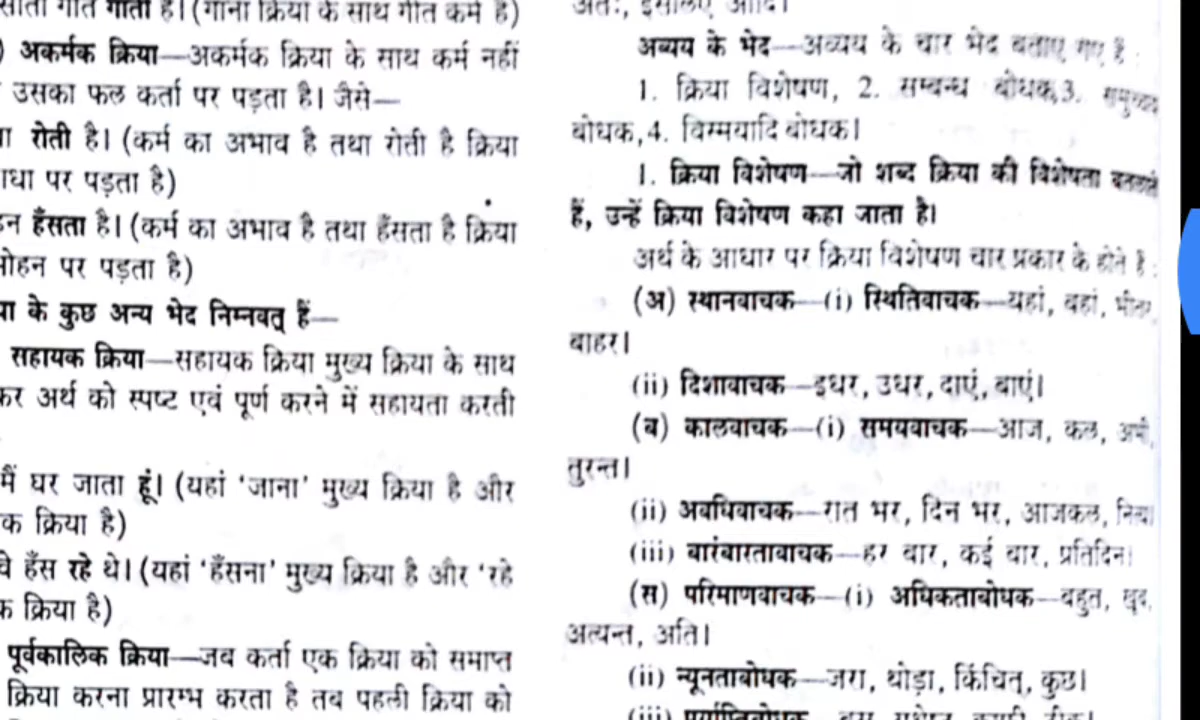 गीत गाता है। (गाना क्रिया के साथ गीत कर्म है)
अकर्मक क्रिया—अकर्मक क्रिया के साथ कर्म नहीं
उसका फल कर्ता पर पड़ता है। जैसे—
रोती है। (कर्म का अभाव है तथा रोती है क्रिया
पर पड़ता है)
हँसता है। (कर्म का अभाव है तथा हँसता है क्रिया
पर पड़ता है)
के कुछ अन्य भेद निम्नवत् हैं—
सहायक क्रिया—सहायक क्रिया मुख्य क्रिया के साथ
अर्थ को स्पष्ट एवं पूर्ण करने में सहायता करती
मैं घर जाता हूं। (यहां ‘जाना’ मुख्य क्रिया है और
क्रिया है)
हँस रहे थे। (यहां ‘हँसना’ मुख्य क्रिया है और ‘रहे
क्रिया है)
पूर्वकालिक क्रिया—जब कर्ता एक क्रिया को समाप्त
क्रिया करना प्रारम्भ करता है तब पहली क्रिया को
अतः, इसलिए आदि।
अव्यय के भेद—अव्यय के चार भेद बताए गए है :
1. क्रिया विशेषण, 2. सम्बन्ध बोधक,3. समुच्चय
बोधक,4. विस्मयादि बोधक।
1. क्रिया विशेषण—जो शब्द क्रिया की विशेषता बतलाते
हैं, उन्हें क्रिया विशेषण कहा जाता है।
अर्थ के आधार पर क्रिया विशेषण चार प्रकार के होते है :
(अ) स्थानवाचक—(i) स्थितिवाचक—यहां, वहां, भीतर,
बाहर।
(ii) दिशावाचक—इधर, उधर, दाएं, बाएं।
(ब) कालवाचक—(i) समयवाचक—आज, कल, अभी,
तुरन्त।
(ii) अवधिवाचक—रात भर, दिन भर, आजकल,
(iii) बारंबारतावाचक—हर बार, कई बार, प्रतिदिन।
(स) परिमाणवाचक—(i) अधिकताबोधक—बहुत, खूब,
अत्यन्त, अति।
(ii) न्यूनताबोधक—जरा, थोड़ा, किंचित्, कुछ।